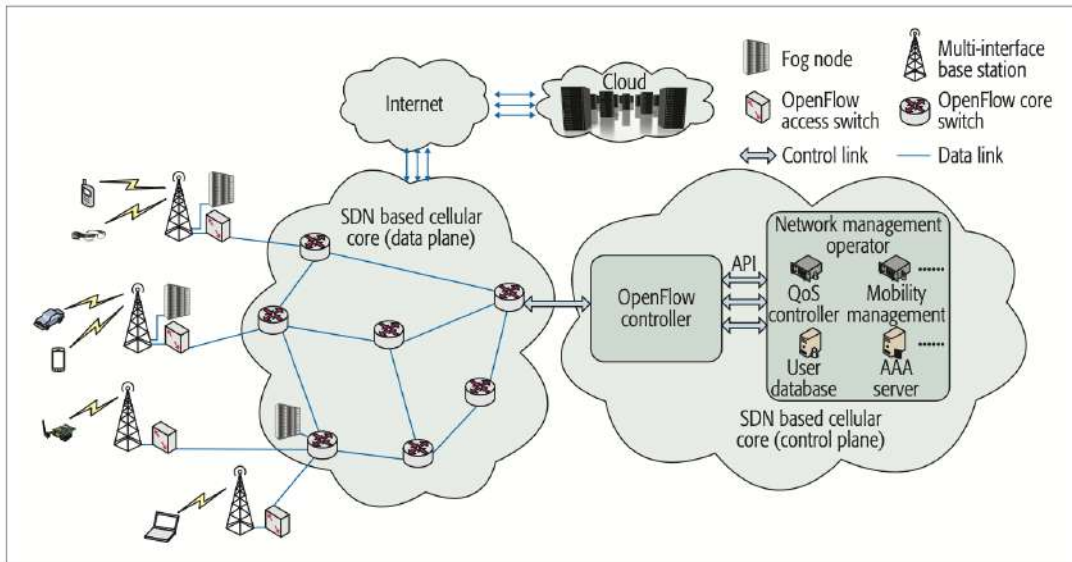 Fog node
Multi-interface
base station
OpenFlow
access switch
OpenFlow core
switch
Control link
Data link
Internet
Cloud
SDN based cellular
core (data plane)
OpenFlow
controller
API
Network management
operator
QoS
controller
Mobility
management
User
database
AAA
server
SDN based cellular
core (control plane)